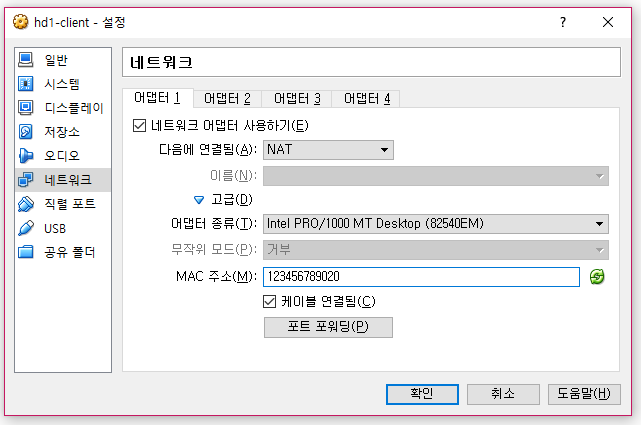 hd1-client - 설정
?
일반
시스템
디스플레이
저장소
오디오
네트워크
직렬 포트
USB
공유 폴더
네트워크
어댑터 1 어댑터 2 어댑터 3 어댑터 4
네트워크 어댑터 사용하기(E)
다음에 연결됨(A): NAT
이름(N):
고급(D)
어댑터 종류(T): Intel PRO/1000 MT Desktop (82540EM)
무작위 모드(P): 거부
MAC 주소(M): 123456789020
케이블 연결됨(C)
포트 포워딩(P)
확인 취소 도움말(H)